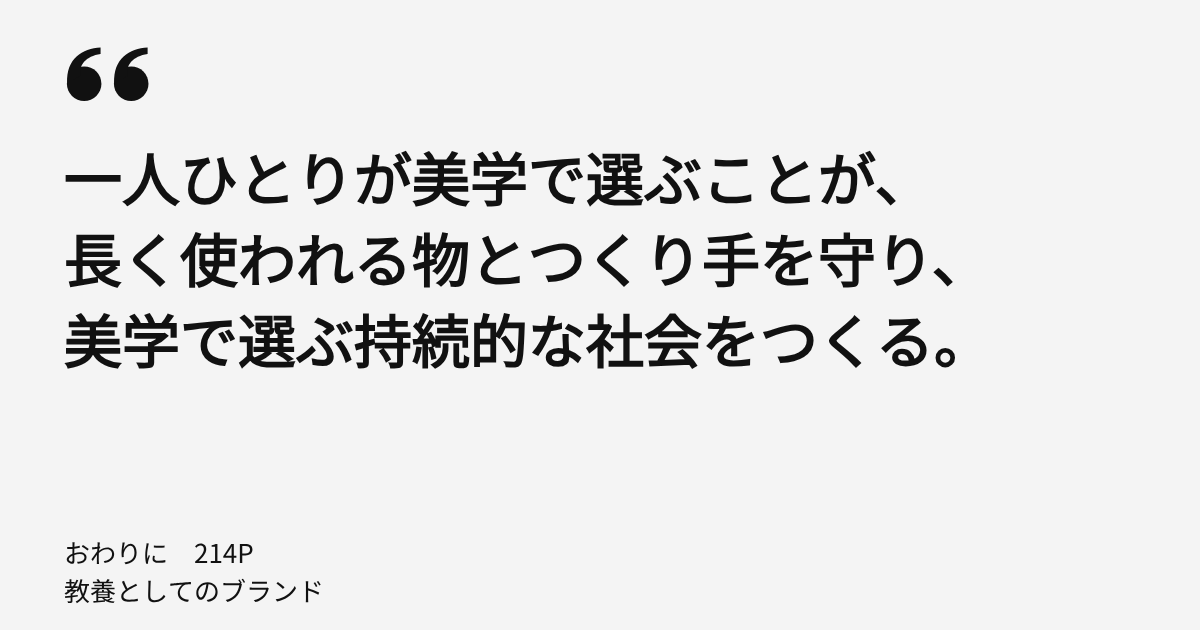 “
一人ひとりが美学で選ぶことが、
長く使われる物とつくり手を守り、
美学で選ぶ持続的な社会をつくる。
おわりに　214P
教養としてのブランド